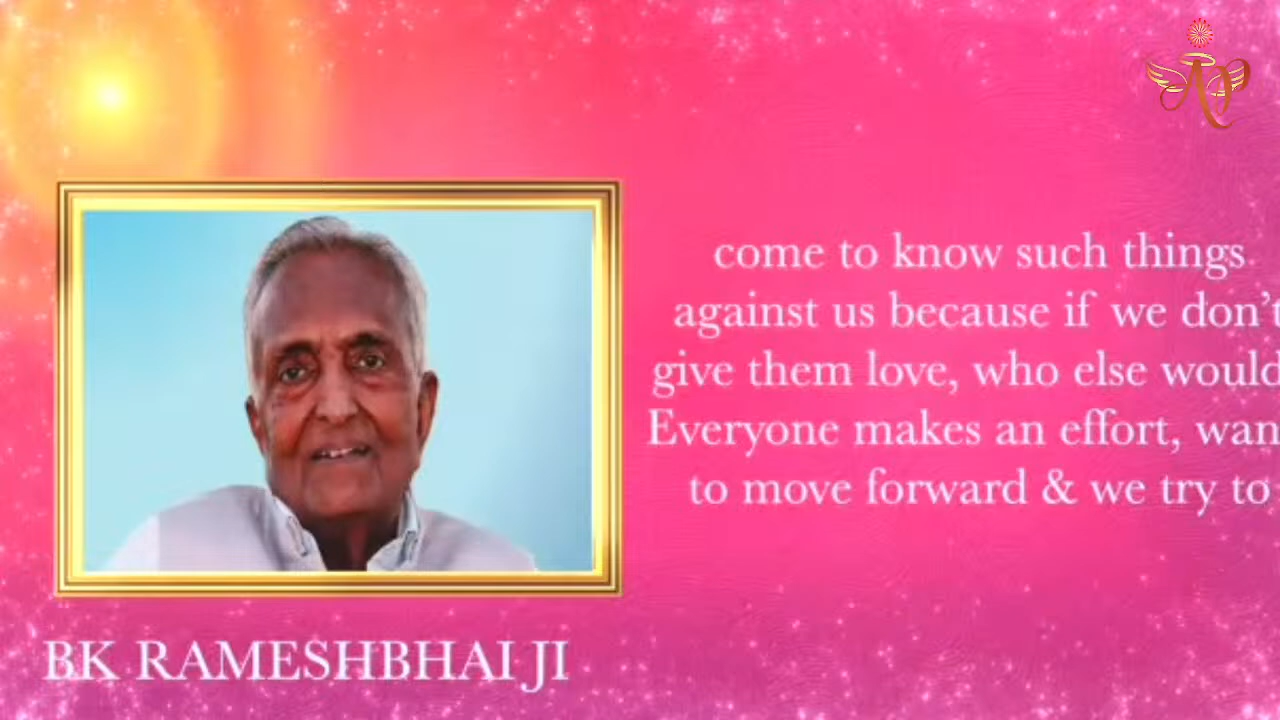 come to know such things
against us because if we don't
give them love, who else would
Everyone makes an effort, wan
to move forward & we try to
BK RAMESHBHAI JI